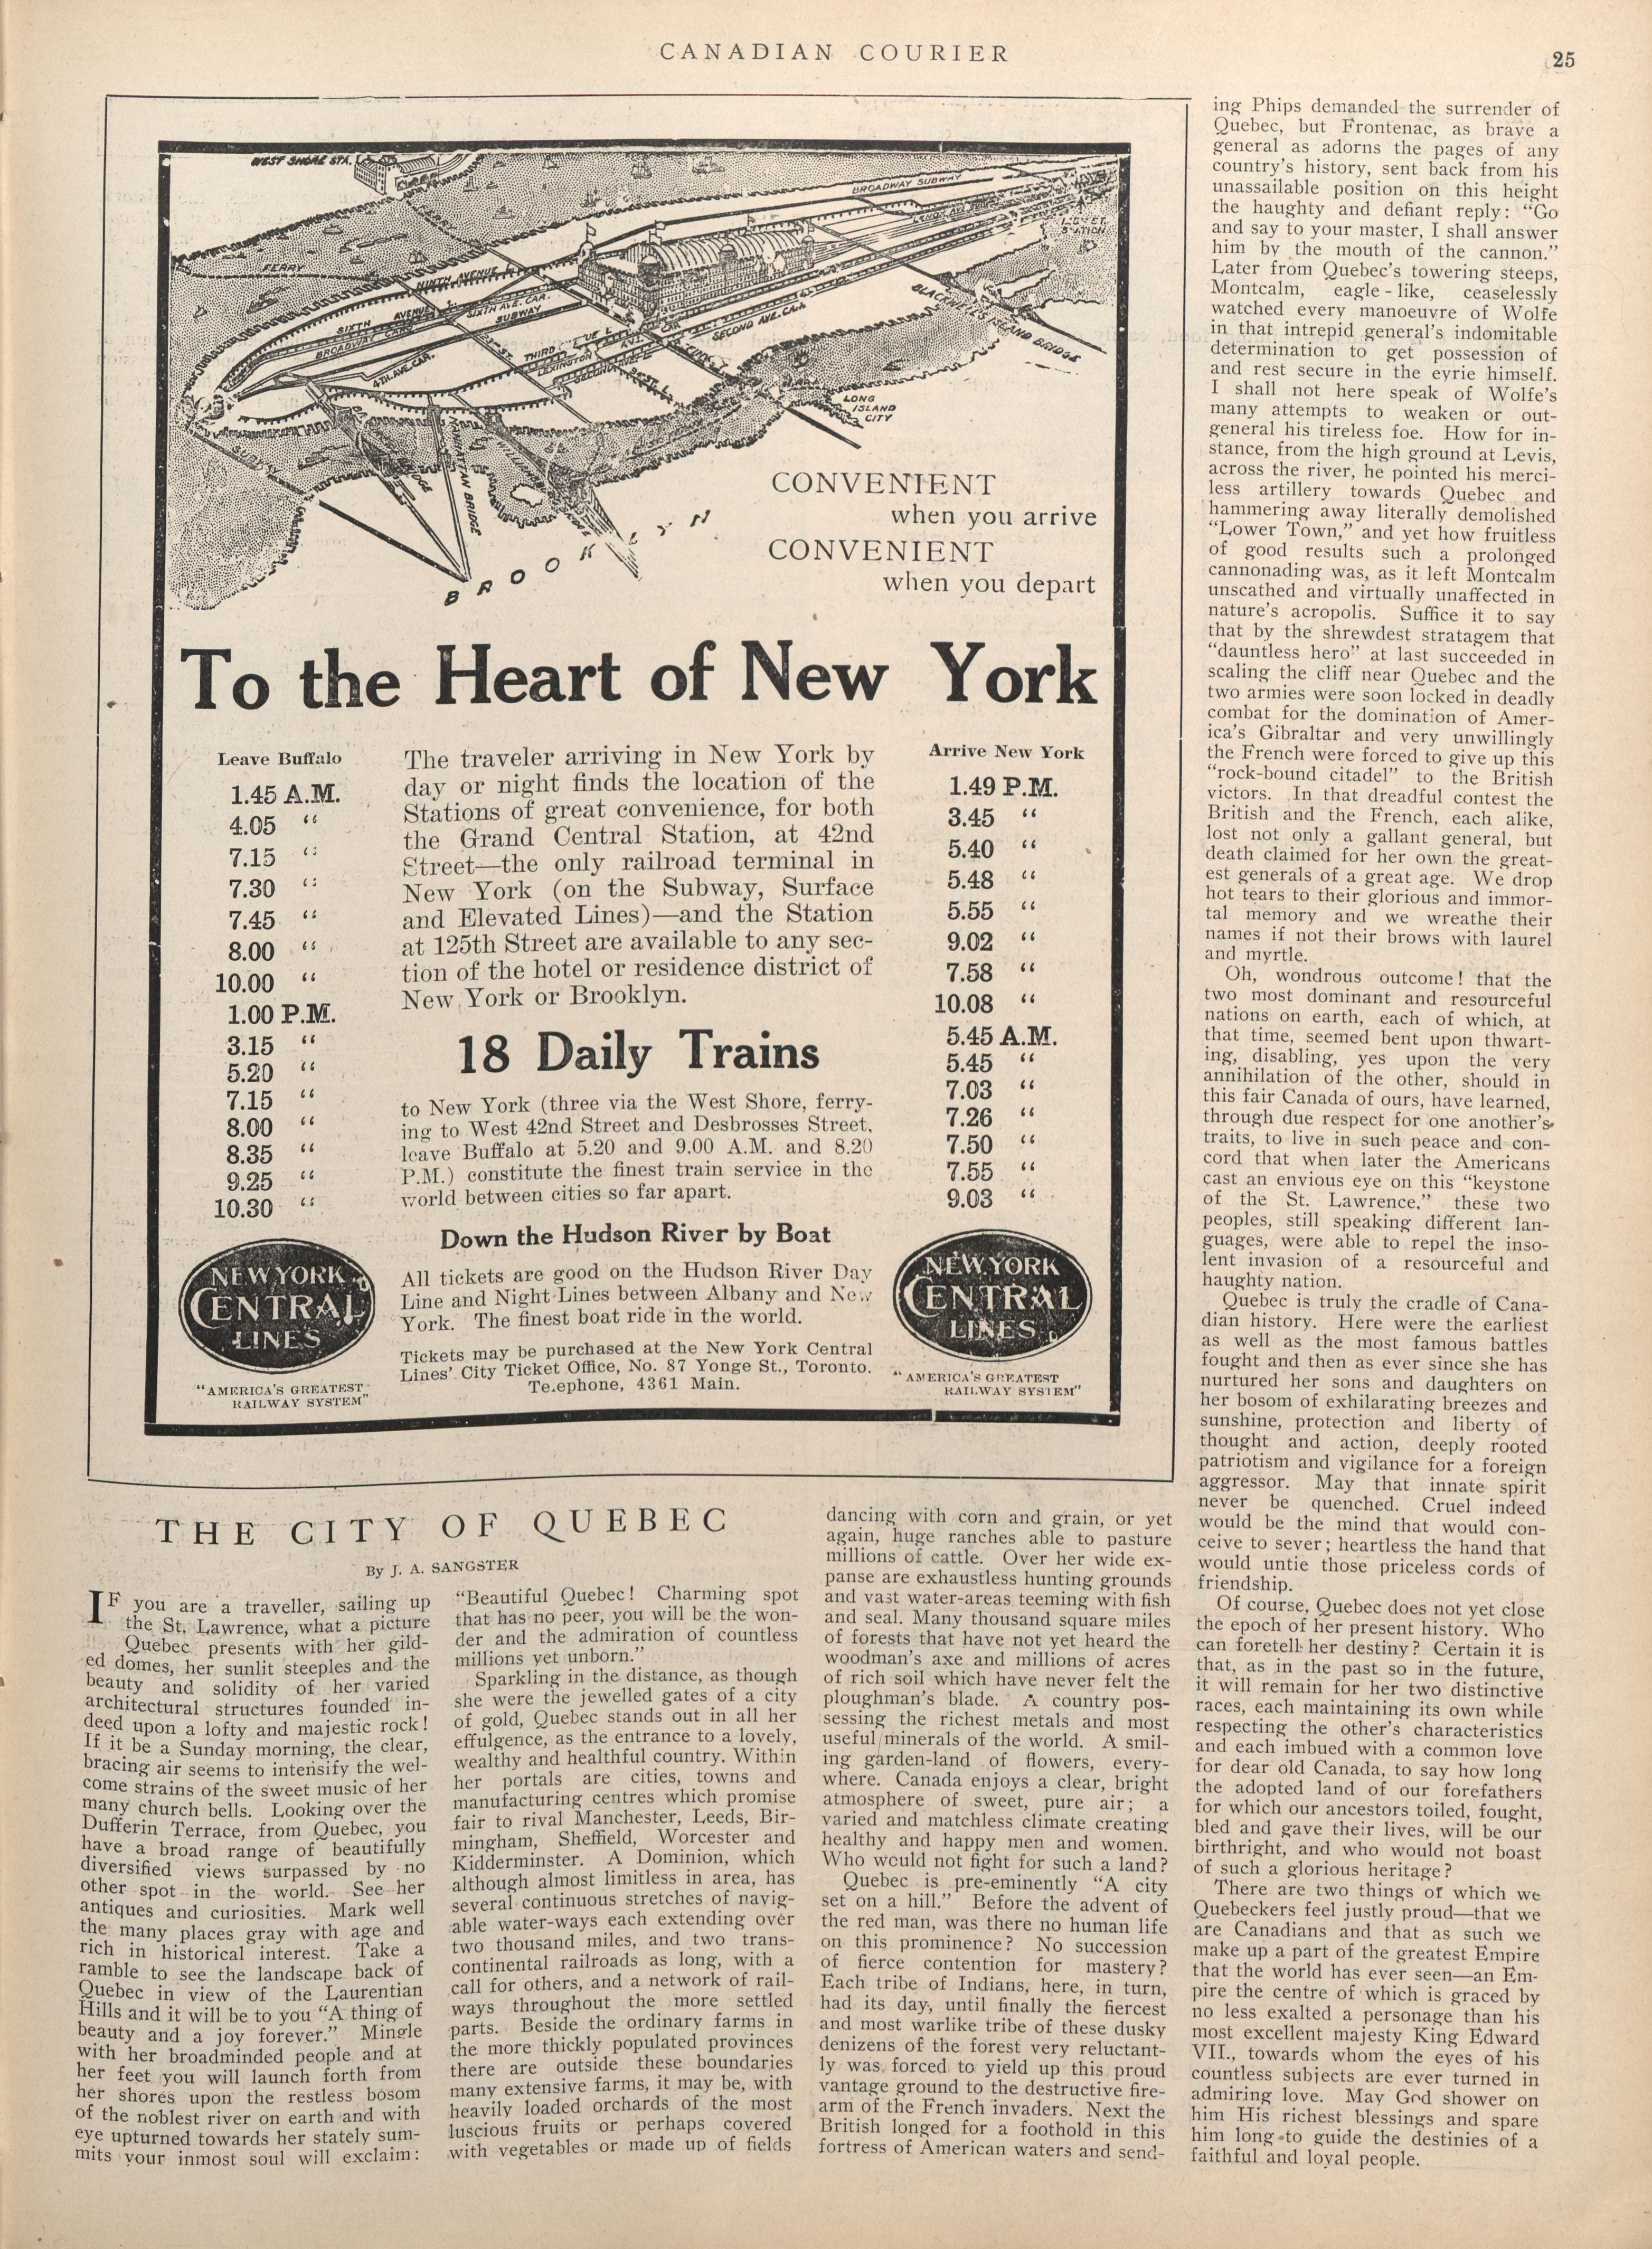 CANADIAN COURIER
25
WEST SHORE STA.
BROADWAY SUBWAY
LENOX AVE
125TH ST.
STATION
FERRY
FERRY
NINTH AVENUE L
SIXTH AVENUE L
SIXTH AVE. CAR.
BROADWAY CAR
SUBWAY
4TH AVE. CAR.
THIRD AVE L
LEXINGTON AVE.
SECOND
SECOND AVE. CAR
34TH ST. L
BLACKWELL'S ISLAND BRIDGE
LONG
ISLAND
CITY
SUBWAY
BRIDGE
MANHATTAN BRIDGE
BROOKLYN
CONVENIENT
when you arrive
CONVENIENT
when you depart
To the Heart of New York
Leave Buffalo
1.45 A.M.
4.05 "
7.15 "
7.30 "
7.45 "
8.00 "
10.00 "
1.00 P.M.
3.15 "
5.20 "
7.15 "
8.00 "
8.35 "
9.25 "
10.30 "
The traveler arriving in New York by
day or night finds the location of the
Stations of great convenience, for both
the Grand Central Station, at 42nd
Street—the only railroad terminal in
New York (on the Subway, Surface
and Elevated Lines)—and the Station
at 125th Street are available to any sec-
tion of the hotel or residence district of
New York or Brooklyn.
18 Daily Trains
to New York (three via the West Shore, ferry-
ing to West 42nd Street and Desbrosses Street,
leave Buffalo at 5.20 and 9.00 A.M. and 8.20
P.M.) constitute the finest train service in the
world between cities so far apart.
Down the Hudson River by Boat
All tickets are good on the Hudson River Day
Line and Night Lines between Albany and New
York. The finest boat ride in the world.
Tickets may be purchased at the New York Central
Lines' City Ticket Office, No. 87 Yonge St., Toronto.
Telephone, 4361 Main.
Arrive New York
1.49 P.M.
3.45 "
5.40 "
5.48 "
5.55 "
9.02 "
7.58 "
10.08 "
5.45 A.M.
5.45 "
7.03 "
7.26 "
7.50 "
7.55 "
9.03 "
NEW YORK
CENTRAL
LINES
"AMERICA'S GREATEST
RAILWAY SYSTEM"
NEW YORK
CENTRAL
LINES
"AMERICA'S GREATEST
RAILWAY SYSTEM"
THE CITY OF QUEBEC
By J. A. SANGSTER
IF you are a traveller, sailing up
the St. Lawrence, what a picture
Quebec presents with her gild-
ed domes, her sunlit steeples and the
beauty and solidity of her varied
architectural structures founded in-
deed upon a lofty and majestic rock!
If it be a Sunday morning, the clear,
bracing air seems to intensify the wel-
come strains of the sweet music of her
many church bells. Looking over the
Dufferin Terrace, from Quebec, you
have a broad range of beautifully
diversified views surpassed by no
other spot in the world. See her
antiques and curiosities. Mark well
the many places gray with age and
rich in historical interest. Take a
ramble to see the landscape back of
Quebec in view of the Laurentian
Hills and it will be to you "A thing of
beauty and a joy forever." Mingle
with her broadminded people and at
her feet you will launch forth from
her shores upon the restless bosom
of the noblest river on earth and with
eye upturned towards her stately sum-
mits your inmost soul will exclaim:
"Beautiful Quebec! Charming spot
that has no peer, you will be the won-
der and the admiration of countless
millions yet unborn."
Sparkling in the distance, as though
she were the jewelled gates of a city
of gold, Quebec stands out in all her
effulgence, as the entrance to a lovely,
wealthy and healthful country. Within
her portals are cities, towns and
manufacturing centres which promise
fair to rival Manchester, Leeds, Bir-
mingham, Sheffield, Worcester and
Kidderminster. A Dominion, which
although almost limitless in area, has
several continuous stretches of navig-
able water-ways each extending over
two thousand miles, and two trans-
continental railroads as long, with a
call for others, and a network of rail-
ways throughout the more settled
parts. Beside the ordinary farms in
the more thickly populated provinces
there are outside these boundaries
many extensive farms, it may be, with
heavily loaded orchards of the most
luscious fruits or perhaps covered
with vegetables or made up of fields
dancing with corn and grain, or yet
again, huge ranches able to pasture
millions of cattle. Over her wide ex-
panse are exhaustless hunting grounds
and vast water-areas teeming with fish
and seal. Many thousand square miles
of forests that have not yet heard the
woodman's axe and millions of acres
of rich soil which have never felt the
ploughman's blade. A country pos-
sessing the richest metals and most
useful minerals of the world. A smil-
ing garden-land of flowers, every-
where. Canada enjoys a clear, bright
atmosphere of sweet, pure air; a
varied and matchless climate creating
healthy and happy men and women.
Who would not fight for such a land?
Quebec is pre-eminently "A city
set on a hill." Before the advent of
the red man, was there no human life
on this prominence? No succession
of fierce contention for mastery?
Each tribe of Indians, here, in turn,
had its day, until finally the fiercest
and most warlike tribe of these dusky
denizens of the forest very reluctant-
ly was forced to yield up this proud
vantage ground to the destructive fire-
arm of the French invaders. Next the
British longed for a foothold in this
fortress of American waters and send-
ing Phips demanded the surrender of
Quebec, but Frontenac, as brave a
general as adorns the pages of any
country's history, sent back from his
unassailable position on this height
the haughty and defiant reply: "Go
and say to your master, I shall answer
him by the mouth of the cannon."
Later from Quebec's towering steeps,
Montcalm, eagle-like, ceaselessly
watched every manoeuvre of Wolfe
in that intrepid general's indomitable
determination to get possession of
and rest secure in the eyrie himself.
I shall not here speak of Wolfe's
many attempts to weaken or out-
general his tireless foe. How for in-
stance, from the high ground at Levis,
across the river, he pointed his merci-
less artillery towards Quebec and
hammering away literally demolished
"Lower Town," and yet how fruitless
of good results such a prolonged
cannonading was, as it left Montcalm
unscathed and virtually unaffected in
nature's acropolis. Suffice it to say
that by the shrewdest stratagem that
"dauntless hero" at last succeeded in
scaling the cliff near Quebec and the
two armies were soon locked in deadly
combat for the domination of Amer-
ica's Gibraltar and very unwillingly
the French were forced to give up this
"rock-bound citadel" to the British
victors. In that dreadful contest the
British and the French, each alike,
lost not only a gallant general, but
death claimed for her own the great-
est generals of a great age. We drop
hot tears to their glorious and immor-
tal memory and we wreathe their
names if not their brows with laurel
and myrtle.
Oh, wondrous outcome! that the
two most dominant and resourceful
nations on earth, each of which, at
that time, seemed bent upon thwart-
ing, disabling, yes upon the very
annihilation of the other, should in
this fair Canada of ours, have learned,
through due respect for one another's
traits, to live in such peace and con-
cord that when later the Americans
cast an envious eye on this "keystone
of the St. Lawrence," these two
peoples, still speaking different lan-
guages, were able to repel the inso-
lent invasion of a resourceful and
haughty nation.
Quebec is truly the cradle of Cana-
dian history. Here were the earliest
as well as the most famous battles
fought and then as ever since she has
nurtured her sons and daughters on
her bosom of exhilarating breezes and
sunshine, protection and liberty of
thought and action, deeply rooted
patriotism and vigilance for a foreign
aggressor. May that innate spirit
never be quenched. Cruel indeed
would be the mind that would con-
ceive to sever; heartless the hand that
would untie those priceless cords of
friendship.
Of course, Quebec does not yet close
the epoch of her present history. Who
can foretell her destiny? Certain it is
that, as in the past so in the future,
it will remain for her two distinctive
races, each maintaining its own while
respecting the other's characteristics
and each imbued with a common love
for dear old Canada, to say how long
the adopted land of our forefathers
for which our ancestors toiled, fought,
bled and gave their lives, will be our
birthright, and who would not boast
of such a glorious heritage?
There are two things of which we
Quebeckers feel justly proud—that we
are Canadians and that as such we
make up a part of the greatest Empire
that the world has ever seen—an Em-
pire the centre of which is graced by
no less exalted a personage than his
most excellent majesty King Edward
VII., towards whom the eyes of his
countless subjects are ever turned in
admiring love. May God shower on
him His richest blessings and spare
him long to guide the destinies of a
faithful and loyal people.